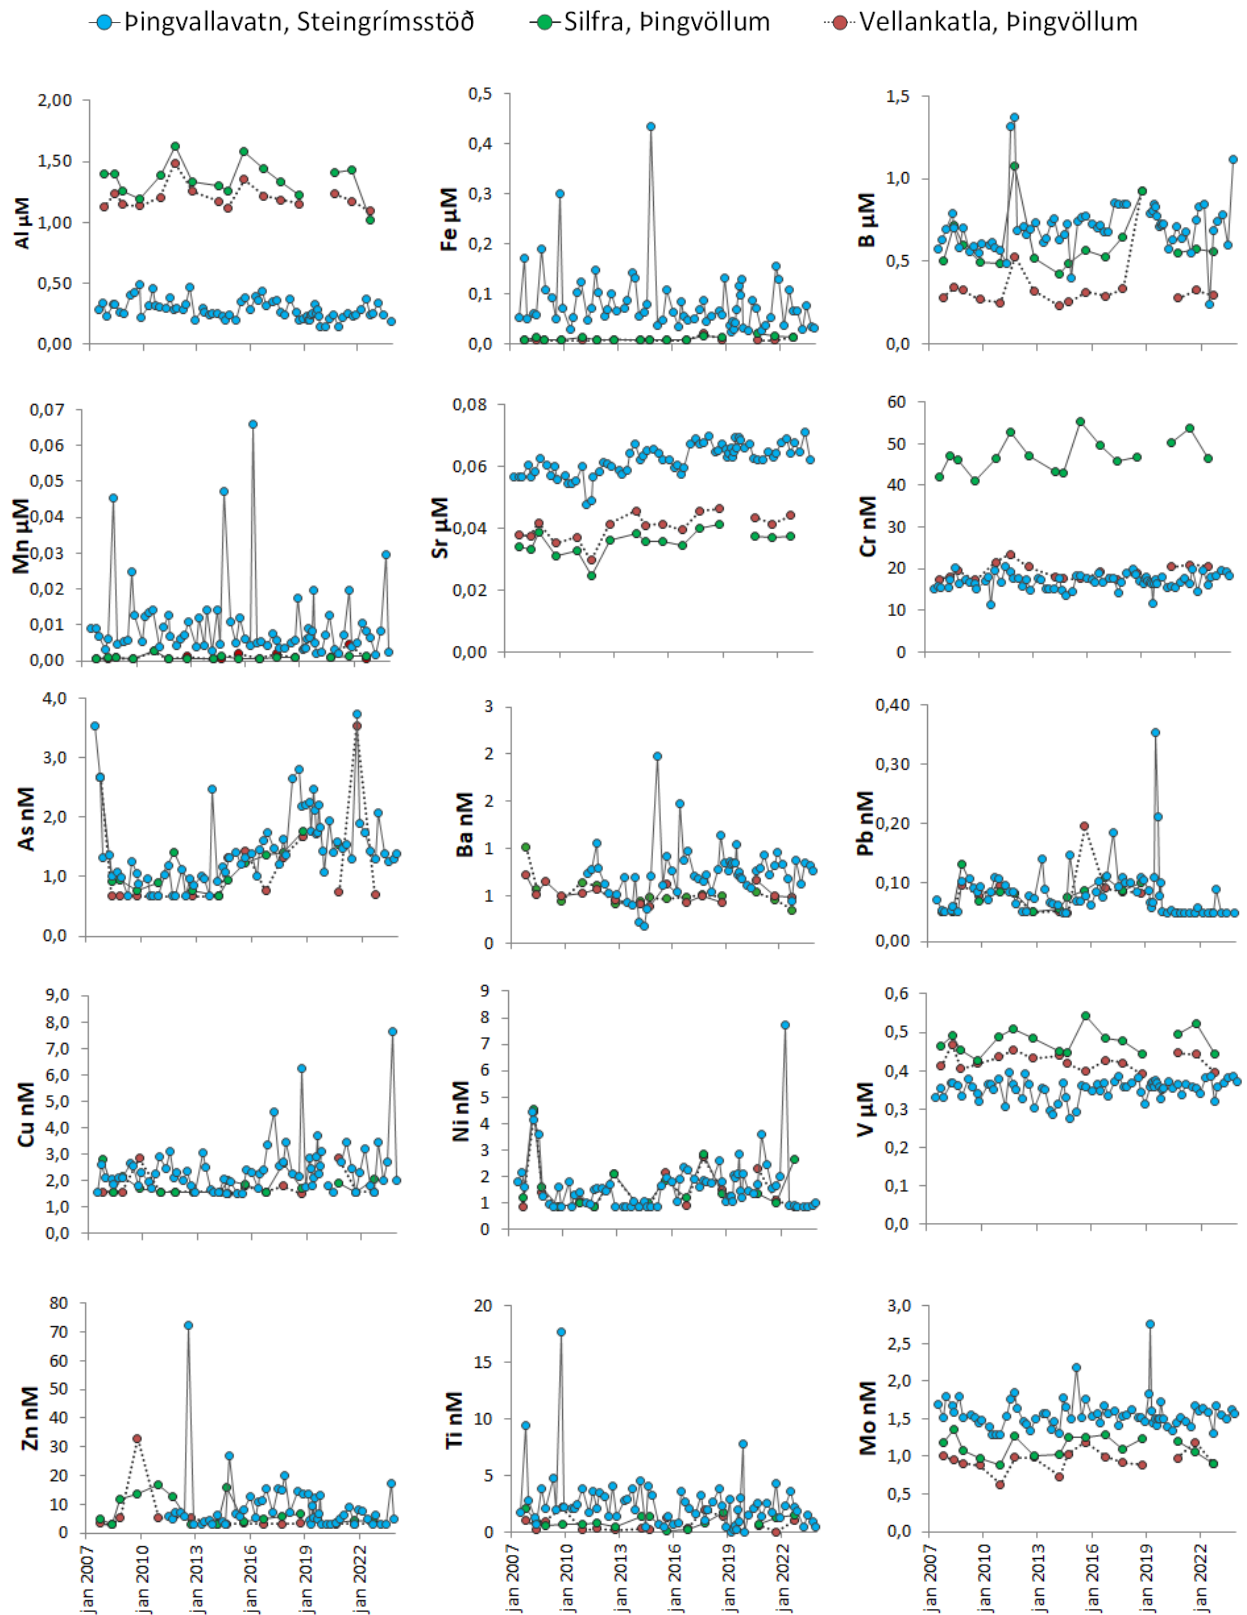 Þingvallavatn, Steingrímsstöð Silfra, Þingvöllum Vellankatla, Þingvöllum
Al µM
2,00
1,50
1,00
0,50
0,00
Fe µM
0,5
0,4
0,3
0,2
0,1
0,0
B µM
1,5
1,0
0,5
0,0
Mn µM
0,07
0,06
0,05
0,04
0,03
0,02
0,01
0,00
Sr µM
0,08
0,06
0,04
0,02
0,00
Cr nM
60
50
40
30
20
10
0
As nM
4,0
3,0
2,0
1,0
0,0
Ba nM
3
2
2
1
1
0
Pb nM
0,40
0,30
0,20
0,10
0,00
Cu nM
9,0
8,0
7,0
6,0
5,0
4,0
3,0
2,0
1,0
0,0
Ni nM
9
8
7
6
5
4
3
2
1
0
V µM
0,6
0,5
0,4
0,3
0,2
0,1
0,0
Zn nM
80
70
60
50
40
30
20
10
0
jan 2007
jan 2010
jan 2013
jan 2016
jan 2019
jan 2022
Ti nM
20
15
10
5
0
jan 2007
jan 2010
jan 2013
jan 2016
jan 2019
jan 2022
Mo nM
3,0
2,5
2,0
1,5
1,0
0,5
0,0
jan 2007
jan 2010
jan 2013
jan 2016
jan 2019
jan 2022